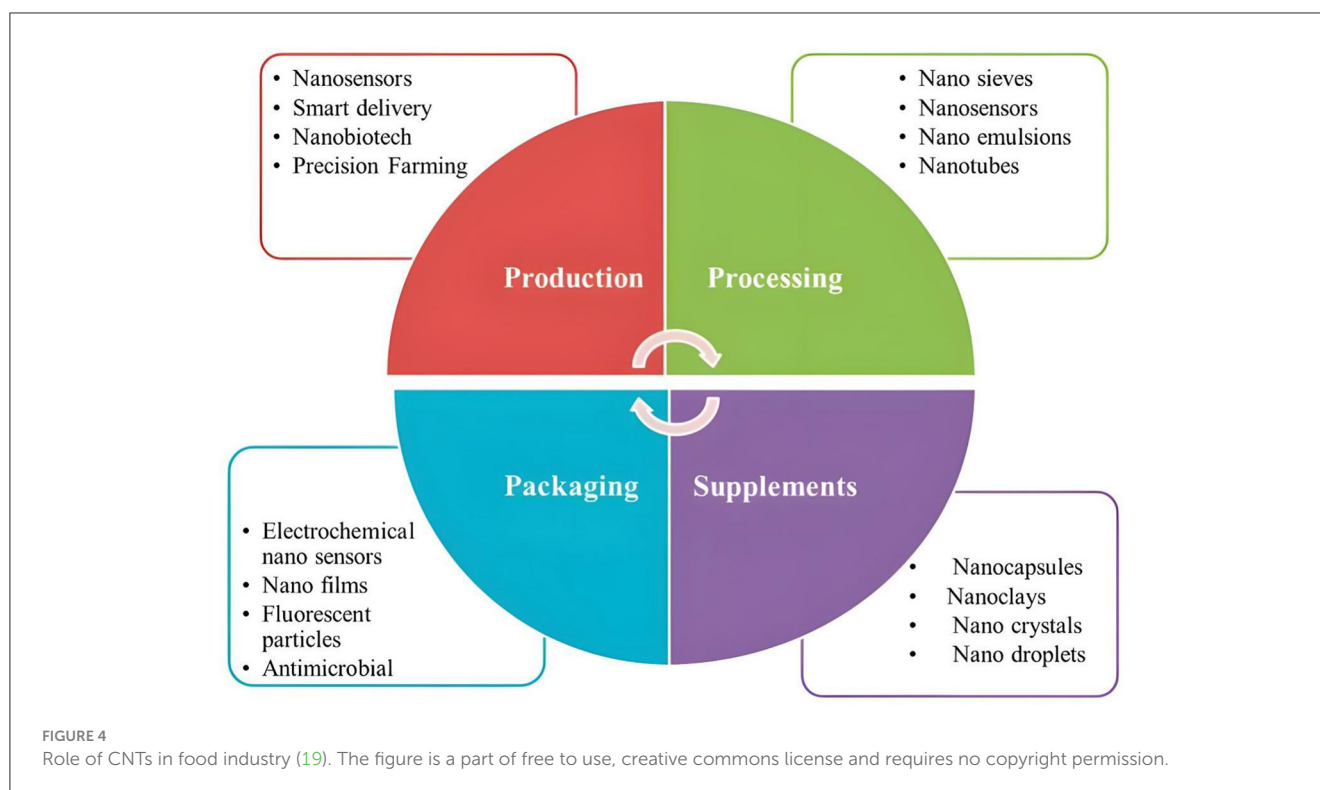 • Nanosensors
• Smart delivery
• Nanobiotech
• Precision Farming
• Nano sieves
• Nanosensors
• Nano emulsions
• Nanotubes
Production
Processing
Packaging
Supplements
• Electrochemical
nano sensors
• Nano films
• Fluorescent
particles
• Antimicrobial
• Nanocapsules
• Nanoclays
• Nano crystals
• Nano droplets
FIGURE 4
Role of CNTs in food industry (19). The figure is a part of free to use, creative commons license and requires no copyright permission.